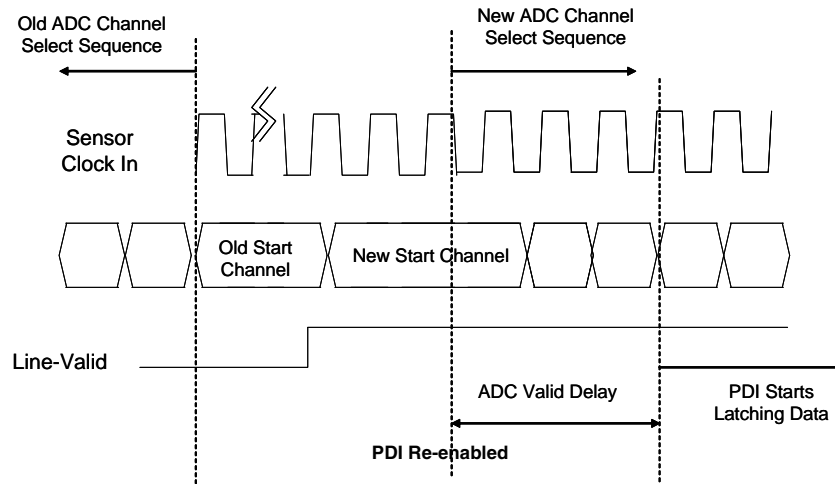 Old ADC Channel
Select Sequence
New ADC Channel
Select Sequence
Sensor
Clock In
Old Start
Channel
New Start Channel
Line-Valid
ADC Valid Delay
PDI Starts
Latching Data
PDI Re-enabled